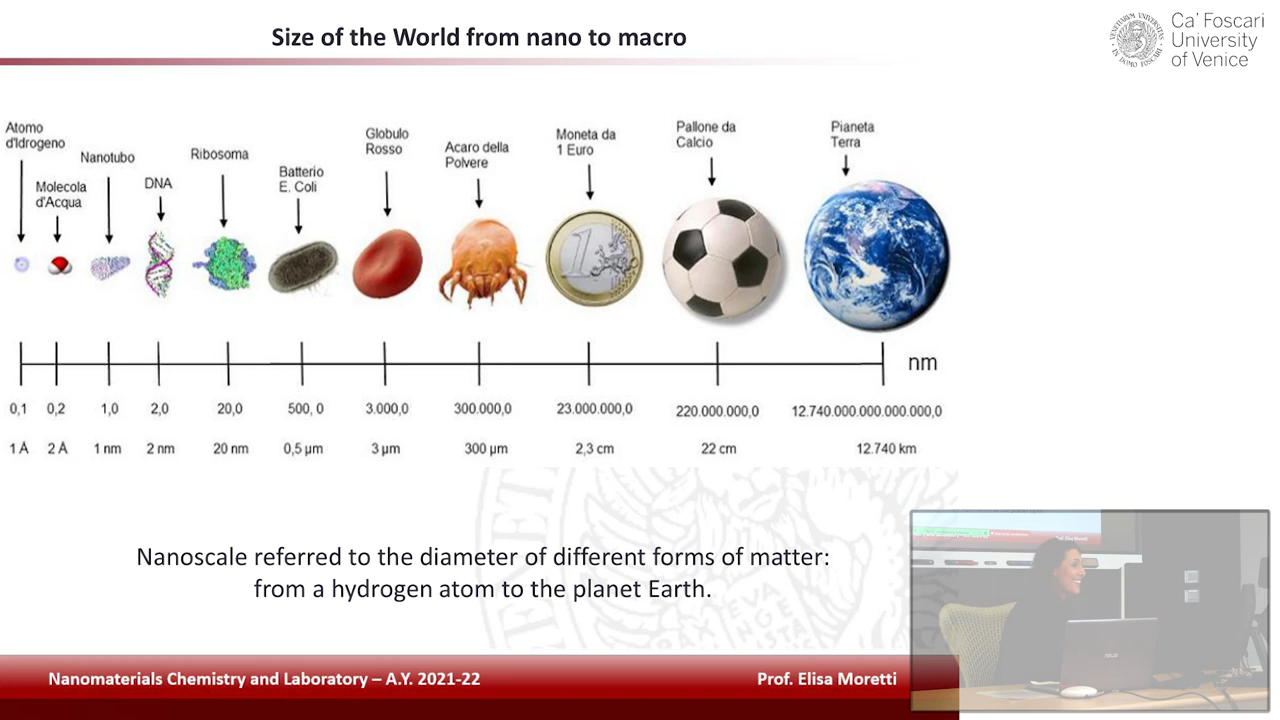 Size of the World from nano to macro
Ca' Foscari
University
of Venice
Atomo
d'Idrogeno
Molecola
d'Acqua
Nanotubo
DNA
Ribosoma
Batterio
E. Coli
Globulo
Rosso
Acaro della
Polvere
Moneta da
1 Euro
Pallone da
Calcio
Pianeta
Terra
1
nm
0,1 0,2 1,0 2,0 20,0 500, 0 3.000,0 300.000,0 23.000.000,0 220.000.000,0 12.740.000.000.000.000,0
1 Å 2 Å 1 nm 2 nm 20 nm 0,5 µm 3 µm 300 µm 2,3 cm 22 cm 12.740 km
Nanoscale referred to the diameter of different forms of matter:
from a hydrogen atom to the planet Earth.
Nanomaterials Chemistry and Laboratory – A.Y. 2021-22
Prof. Elisa Moretti